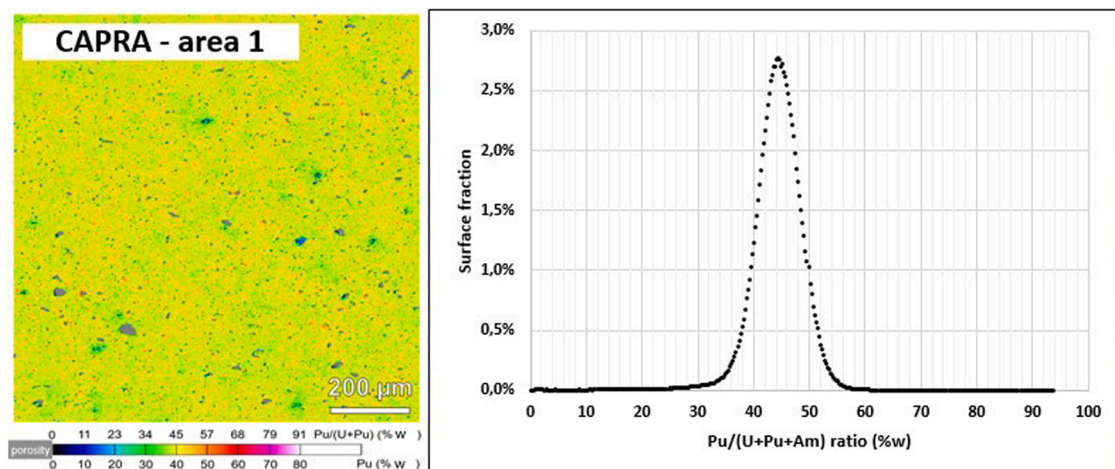 CAPRA - area 1
200 µm
porosity
0 11 23 34 45 57 68 79 91 Pu/(U+Pu) (% w )
0 10 20 30 40 50 60 70 80 Pu (% w )
3,0%
2,5%
2,0%
1,5%
1,0%
0,5%
0,0%
Surface fraction
0 10 20 30 40 50 60 70 80 90 100
Pu/(U+Pu+Am) ratio (%w)